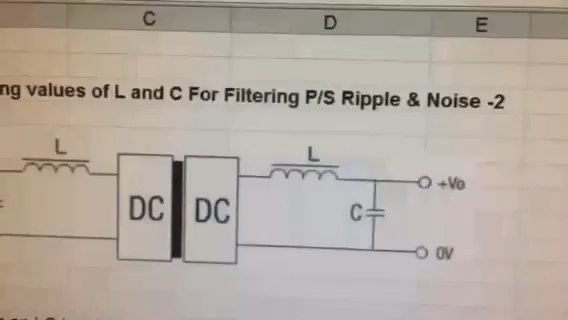 C D E
ng values of L and C For Filtering P/S Ripple & Noise -2
L L
DC DC C +Vo
0V